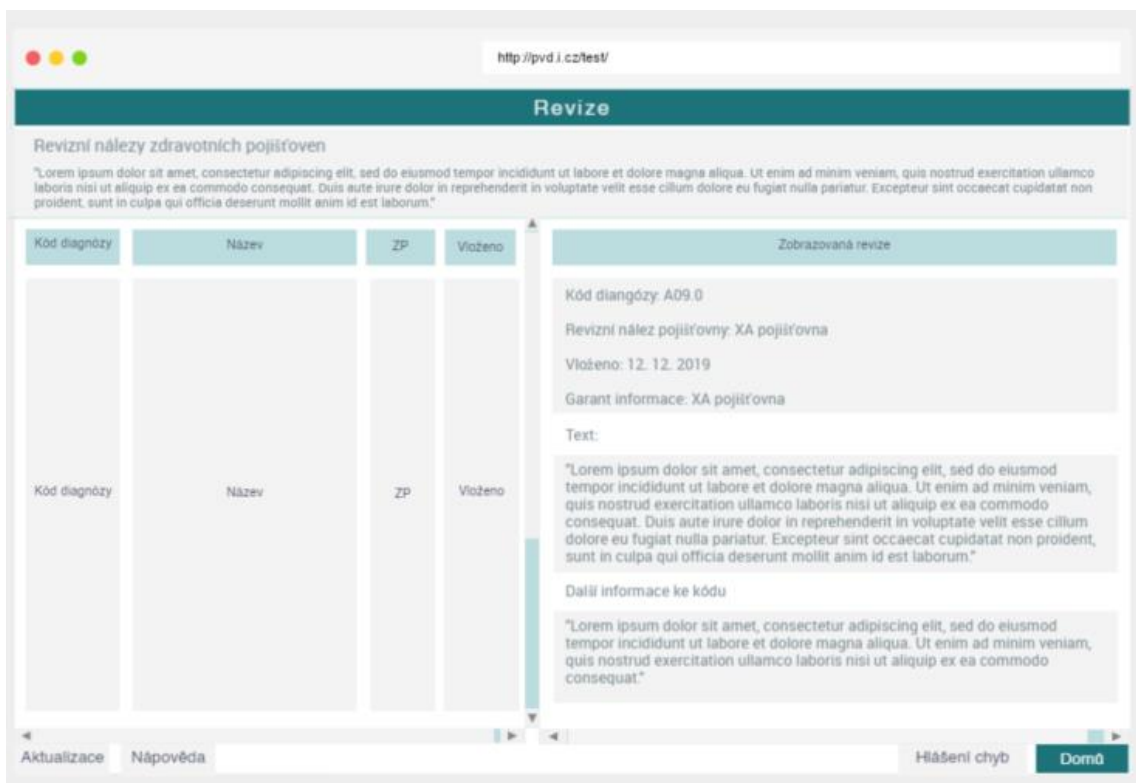 http://pvd.i.cz/test/
Revize
Revizní nálezy zdravotních pojišťoven
"Lorem ipsum dolor sit amet, consectetur adipiscing elit, sed do eiusmod tempor incididunt ut labore et dolore magna aliqua. Ut enim ad minim veniam, quis nostrud exercitation ullamco
laboris nisi ut aliquip ex ea commodo consequat. Duis aute irure dolor in reprehenderit in voluptate velit esse cillum dolore eu fugiat nulla pariatur. Excepteur sint occaecat cupidatat non
proident, sunt in culpa qui officia deserunt mollit anim id est laborum."
Kód diagnózy Název ZP Vloženo
Kód diagnózy Název ZP Vloženo
Zobrazovaná revize
Kód diangózy: A09.0
Revizní nález pojišťovny: XA pojišťovna
Vloženo: 12. 12. 2019
Garant informace: XA pojišťovna
Text:
"Lorem ipsum dolor sit amet, consectetur adipiscing elit, sed do eiusmod
tempor incididunt ut labore et dolore magna aliqua. Ut enim ad minim veniam,
quis nostrud exercitation ullamco laboris nisi ut aliquip ex ea commodo
consequat. Duis aute irure dolor in reprehenderit in voluptate velit esse cillum
dolore eu fugiat nulla pariatur. Excepteur sint occaecat cupidatat non proident,
sunt in culpa qui officia deserunt mollit anim id est laborum."
Další informace ke kódu
"Lorem ipsum dolor sit amet, consectetur adipiscing elit, sed do eiusmod
tempor incididunt ut labore et dolore magna aliqua. Ut enim ad minim veniam,
quis nostrud exercitation ullamco laboris nisi ut aliquip ex ea commodo
consequat."
Aktualizace Nápověda Hlášení chyb Domů